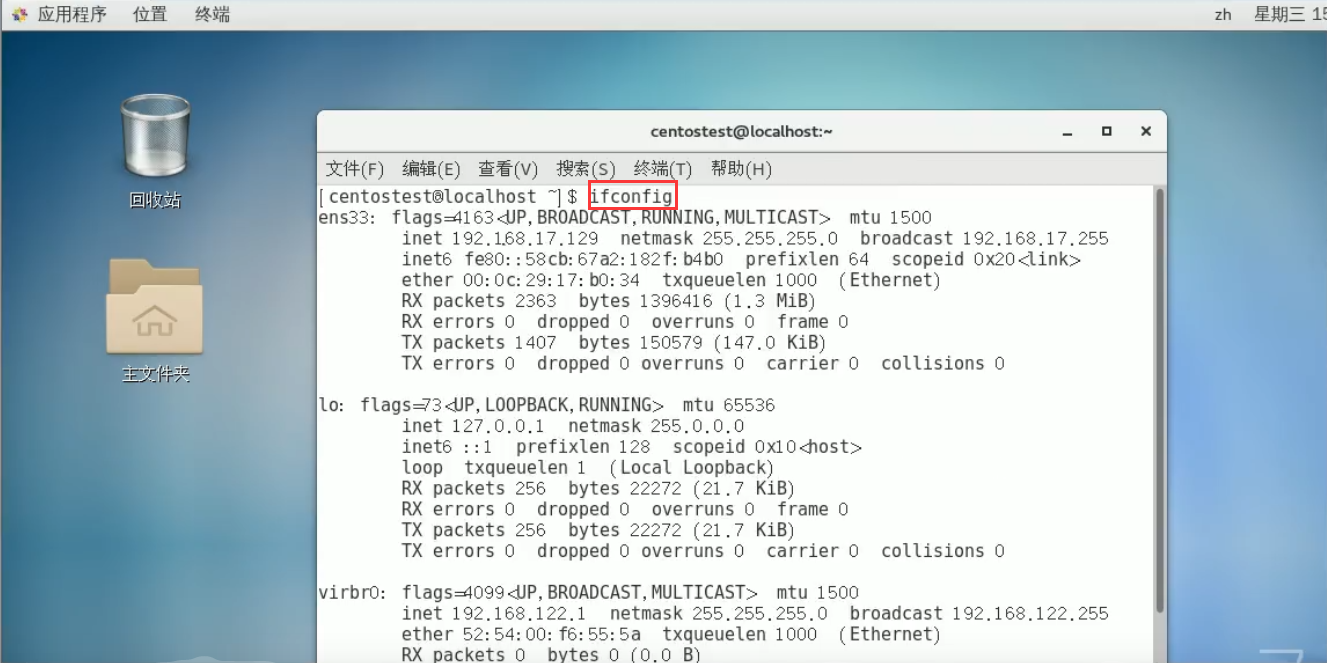 应用程序 位置 终端 zh 星期三 15
回收站
主文件夹
centostest@localhost:~
文件(F) 编辑(E) 查看(V) 搜索(S) 终端(T) 帮助(H)
[centostest@localhost ~]$ ifconfig
ens33: flags=4163<UP,BROADCAST,RUNNING,MULTICAST>  mtu 1500
        inet 192.168.17.129  netmask 255.255.255.0  broadcast 192.168.17.255
        inet6 fe80::58cb:67a2:182f:b4b0  prefixlen 64  scopeid 0x20<link>
        ether 00:0c:29:17:b0:34  txqueuelen 1000  (Ethernet)
        RX packets 2363  bytes 1396416 (1.3 MiB)
        RX errors 0  dropped 0  overruns 0  frame 0
        TX packets 1407  bytes 150579 (147.0 KiB)
        TX errors 0  dropped 0 overruns 0  carrier 0  collisions 0
lo: flags=73<UP,LOOPBACK,RUNNING>  mtu 65536
        inet 127.0.0.1  netmask 255.0.0.0
        inet6 ::1  prefixlen 128  scopeid 0x10<host>
        loop  txqueuelen 1  (Local Loopback)
        RX packets 256  bytes 22272 (21.7 KiB)
        RX errors 0  dropped 0  overruns 0  frame 0
        TX packets 256  bytes 22272 (21.7 KiB)
        TX errors 0  dropped 0 overruns 0  carrier 0  collisions 0
virbr0: flags=4099<UP,BROADCAST,MULTICAST>  mtu 1500
        inet 192.168.122.1  netmask 255.255.255.0  broadcast 192.168.122.255
        ether 52:54:00:f6:55:5a  txqueuelen 1000  (Ethernet)
        RX packets 0  bytes 0 (0.0 B)